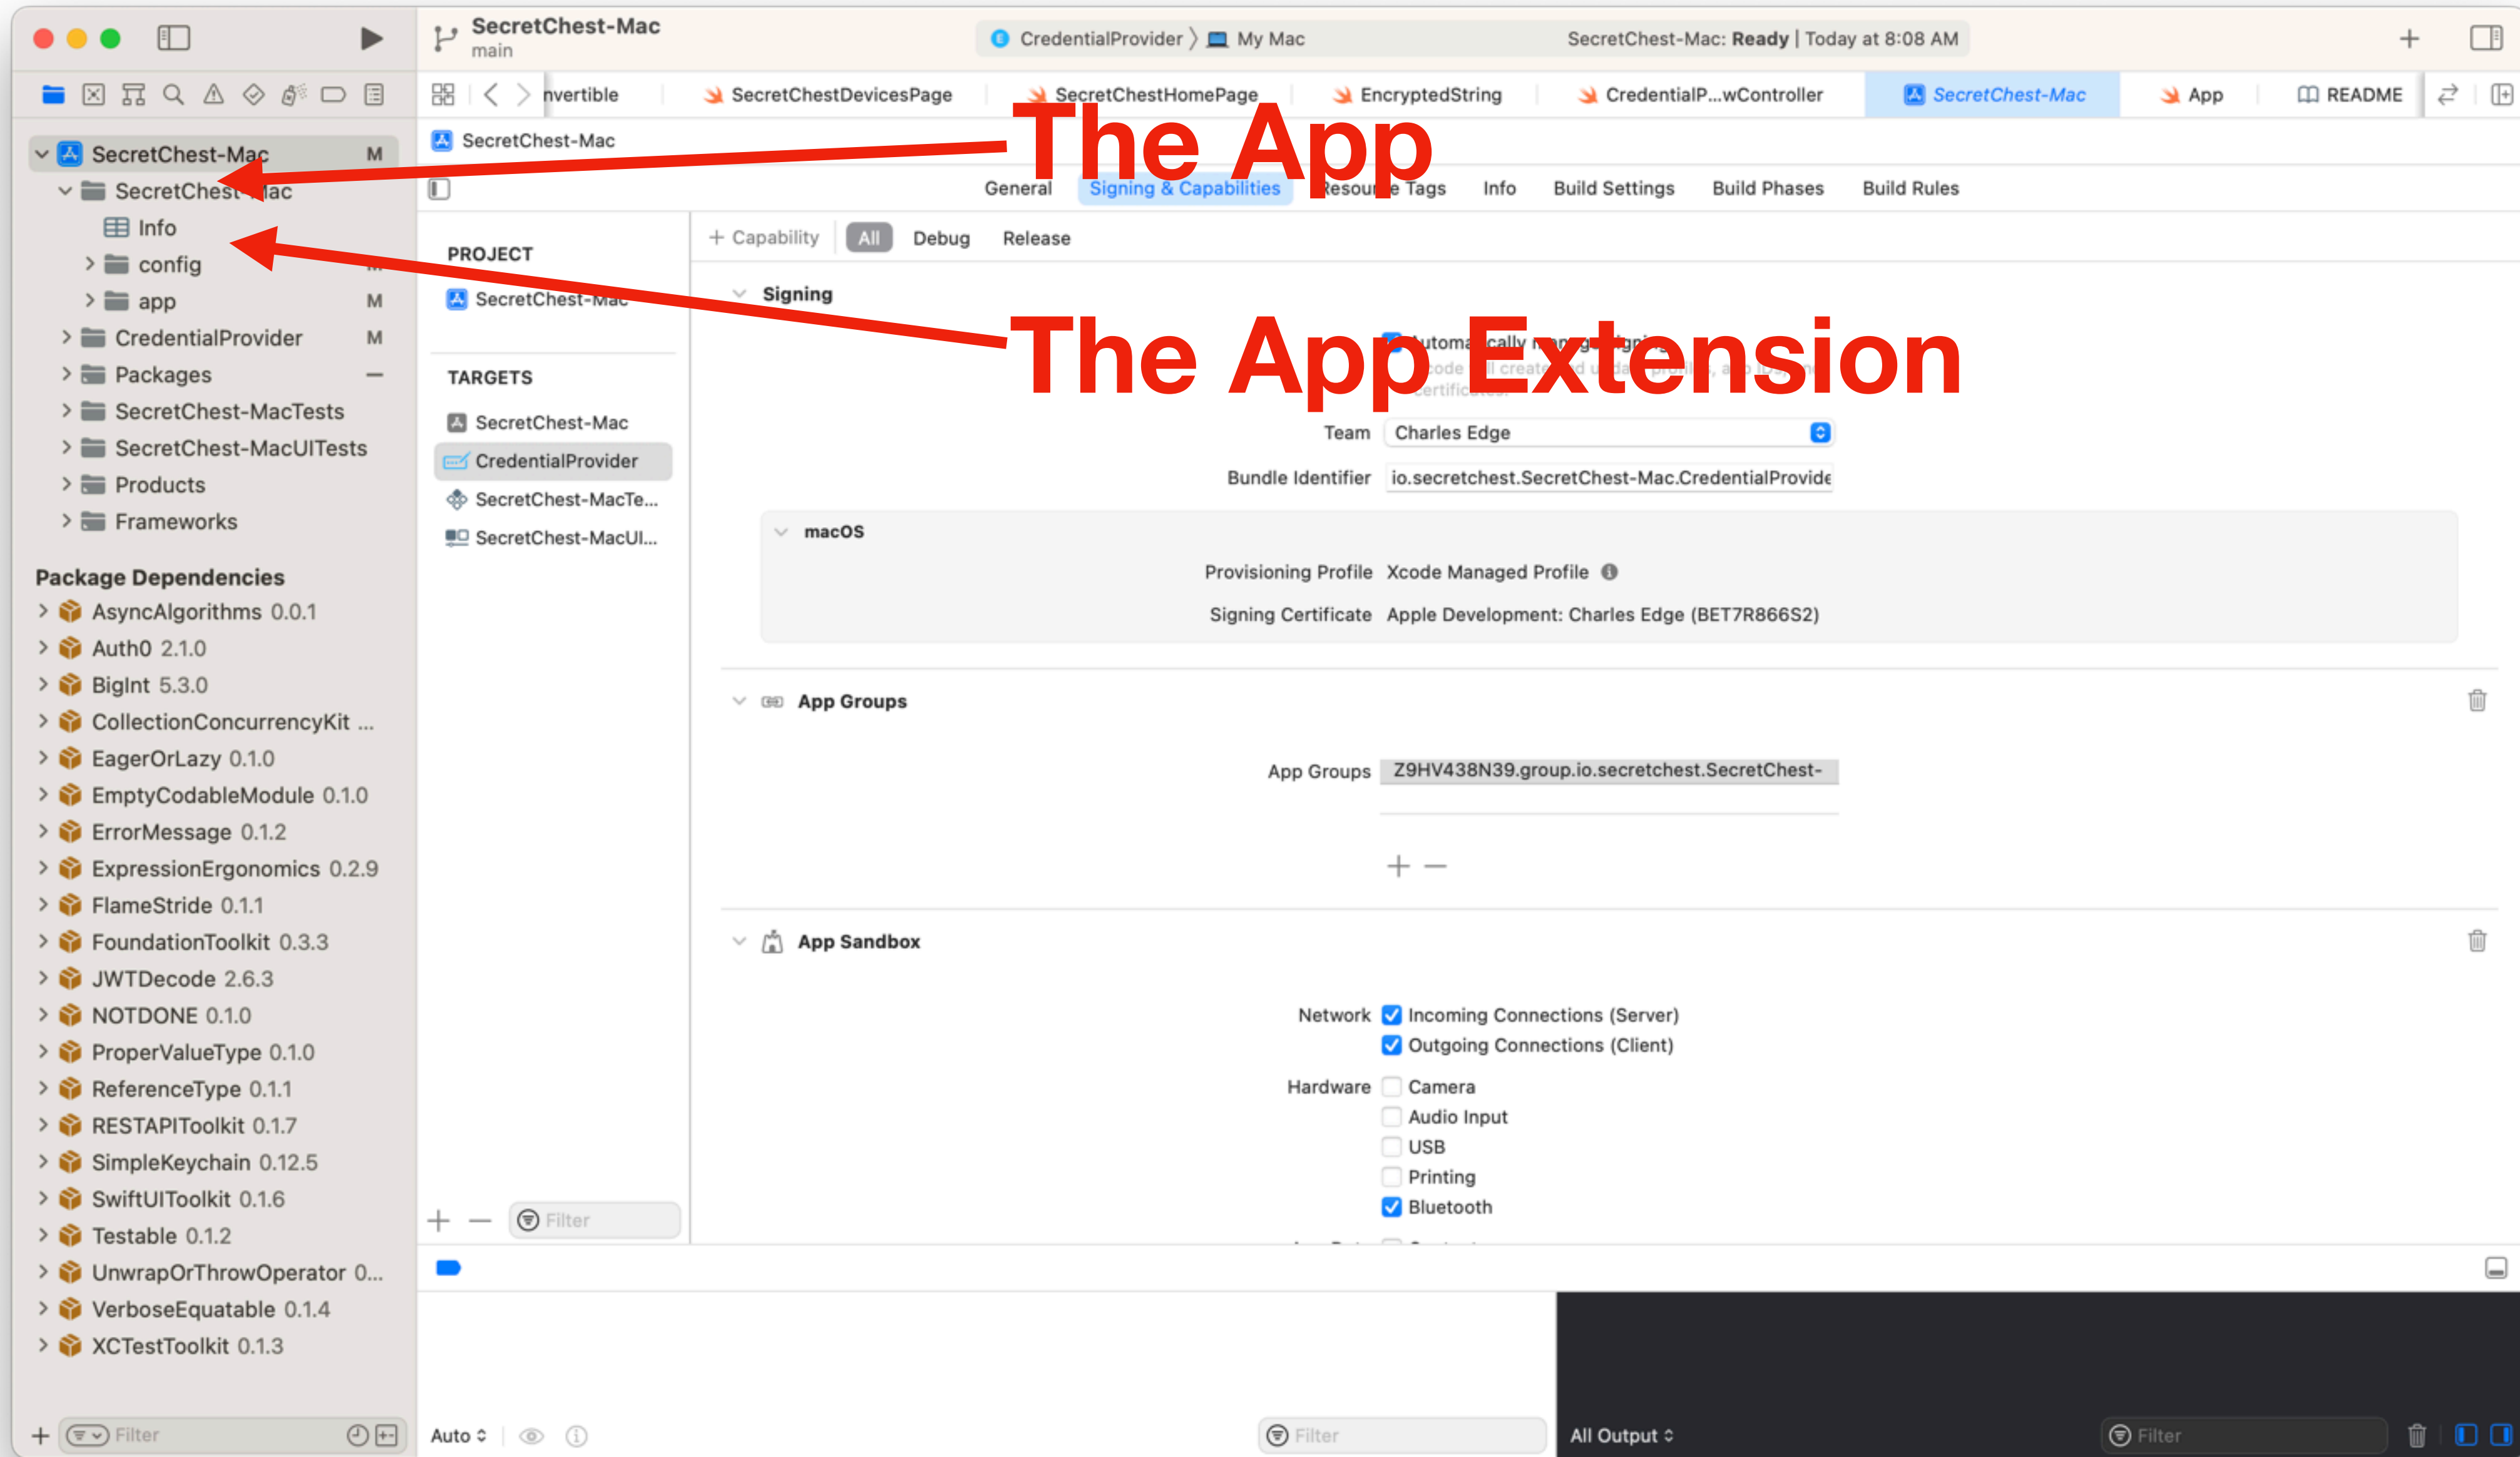 SecretChest-Mac
main
CredentialProvider
My Mac
SecretChest-Mac: Ready | Today at 8:08 AM
nvertible
SecretChestDevicesPage
SecretChestHomePage
EncryptedString
CredentialP...wController
SecretChest-Mac
App
README
SecretChest-Mac
M
SecretChest-Mac
Info
config
app
M
CredentialProvider
M
Packages
SecretChest-MacTests
SecretChest-MacUITests
Products
Frameworks
Package Dependencies
AsyncAlgorithms 0.0.1
Auth0 2.1.0
BigInt 5.3.0
CollectionConcurrencyKit ...
EagerOrLazy 0.1.0
EmptyCodableModule 0.1.0
ErrorMessage 0.1.2
ExpressionErgonomics 0.2.9
FlameStride 0.1.1
FoundationToolkit 0.3.3
JWTDecode 2.6.3
NOTDONE 0.1.0
ProperValueType 0.1.0
ReferenceType 0.1.1
RESTAPIToolkit 0.1.7
SimpleKeychain 0.12.5
SwiftUIToolkit 0.1.6
Testable 0.1.2
UnwrapOrThrowOperator 0...
VerboseEquatable 0.1.4
XCTestToolkit 0.1.3
Filter
SecretChest-Mac
The App
General
Signing & Capabilities
Resource Tags
Info
Build Settings
Build Phases
Build Rules
PROJECT
SecretChest-Mac
TARGETS
SecretChest-Mac
CredentialProvider
SecretChest-MacTe...
SecretChest-MacUI...
Filter
+ Capability
All
Debug
Release
Signing
The App Extension
Team
Charles Edge
Bundle Identifier
io.secretchest.SecretChest-Mac.CredentialProvide
macOS
Provisioning Profile
Xcode Managed Profile
Signing Certificate
Apple Development: Charles Edge (BET7R866S2)
App Groups
App Groups
Z9HV438N39.group.io.secretchest.SecretChest-
App Sandbox
Network
Incoming Connections (Server)
Outgoing Connections (Client)
Hardware
Camera
Audio Input
USB
Printing
Bluetooth
Auto
Filter
All Output
Filter